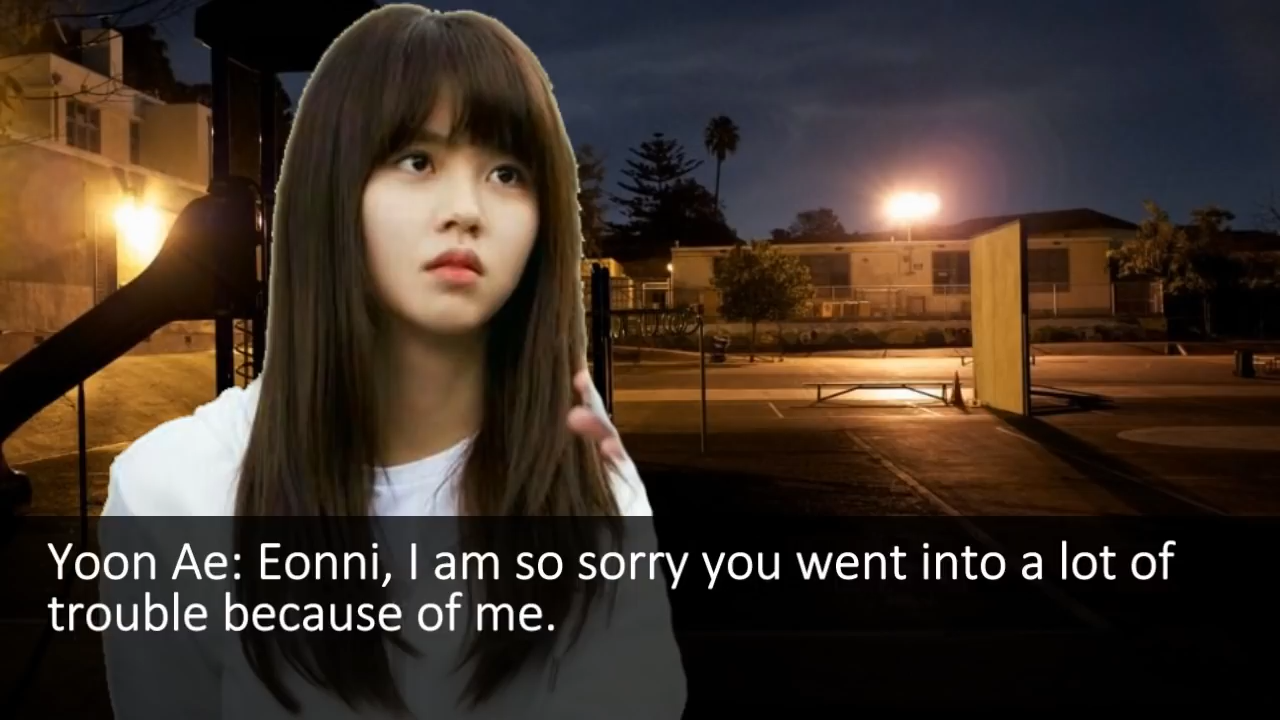 Yoon Ae: Eonni, I am so sorry you went into a lot of
trouble because of me.